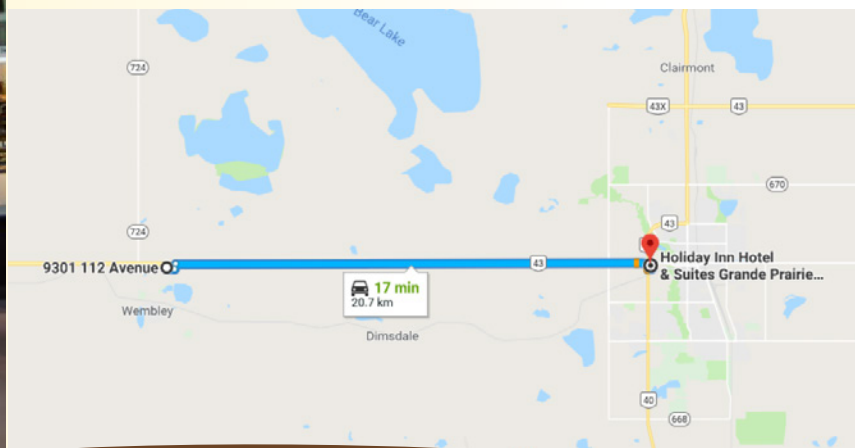 Bear Lake
724
Clairmont
43X
43
670
724
43
9301 112 Avenue
43
Holiday Inn Hotel
& Suites Grande Prairie...
17 min
20.7 km
Wembley
Dimsdale
40
668